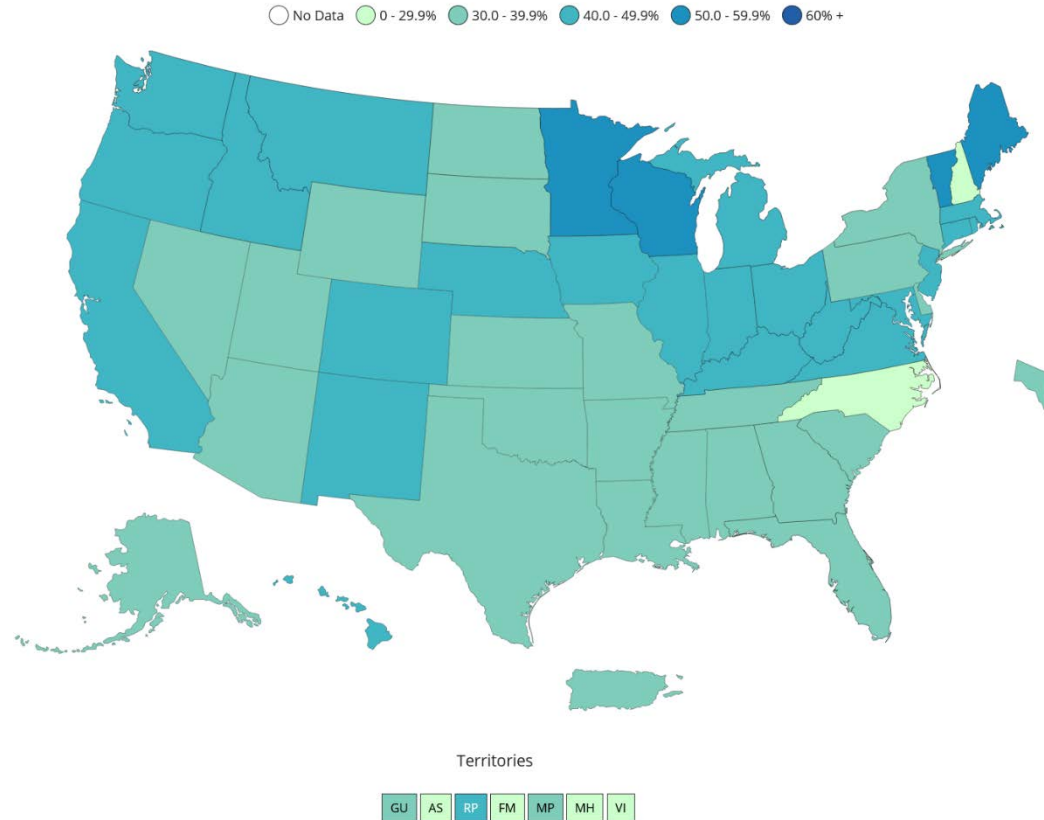 No Data 0 - 29.9% 30.0 - 39.9% 40.0 - 49.9% 50.0 - 59.9% 60% +
Territories
GU AS RP FM MP MH VI